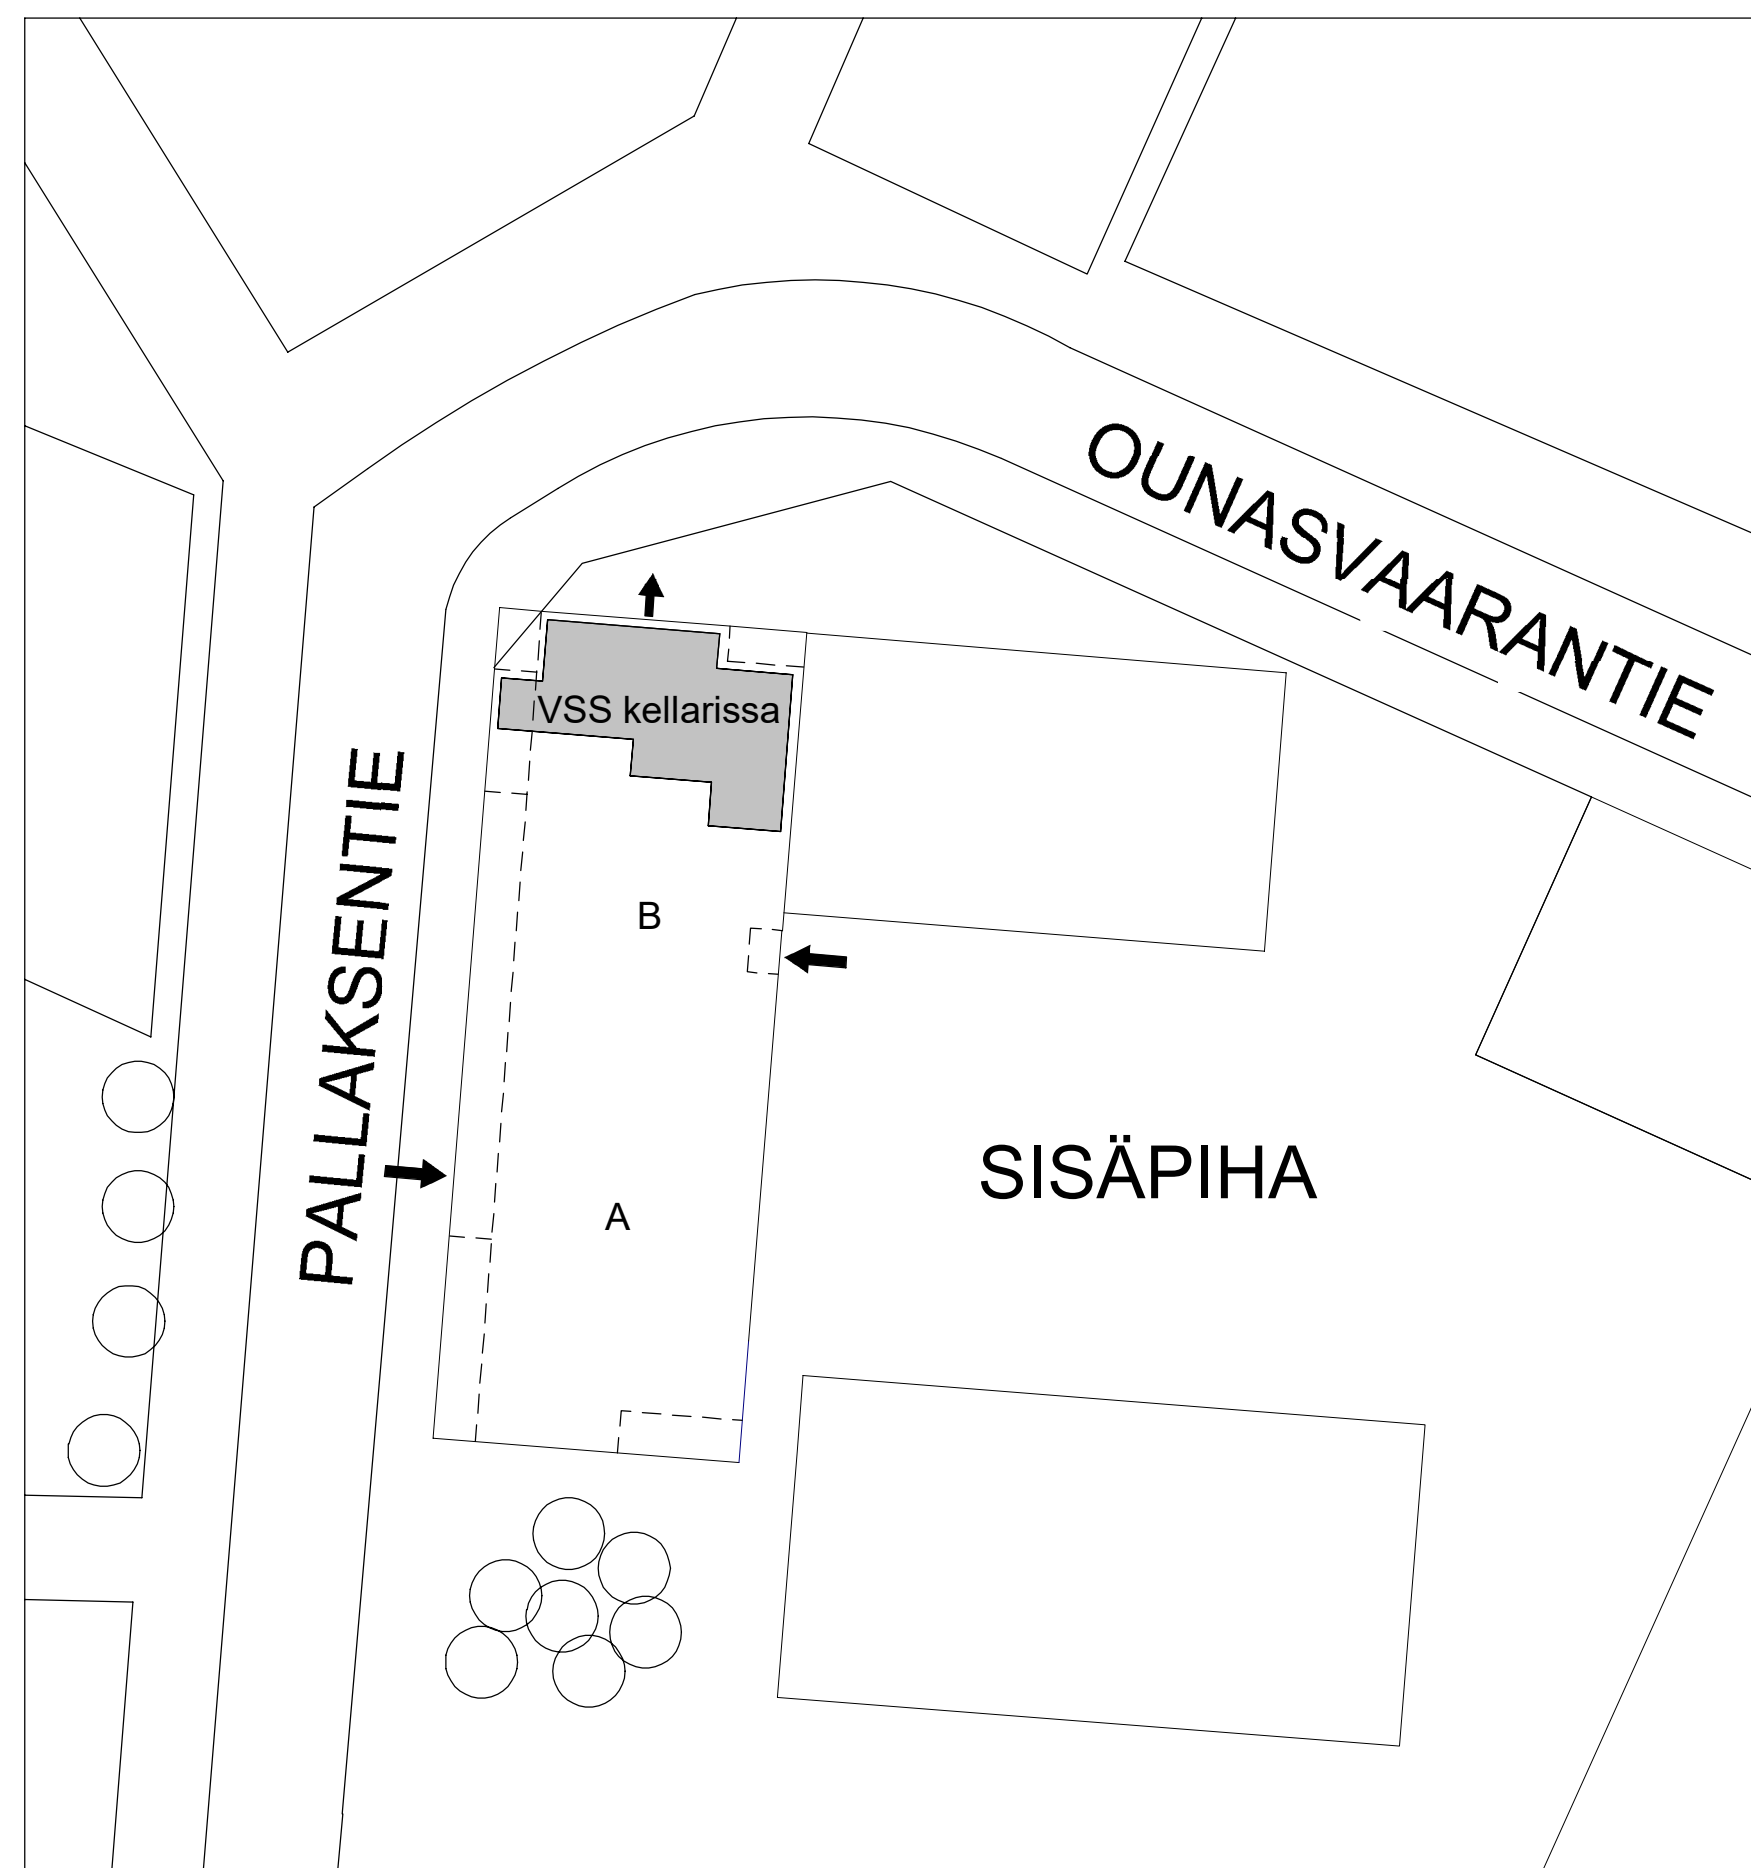 OUNASVAARANTIE
VSS kellarissa
PALLAKSENTIE
B
SISÄPIHA
A